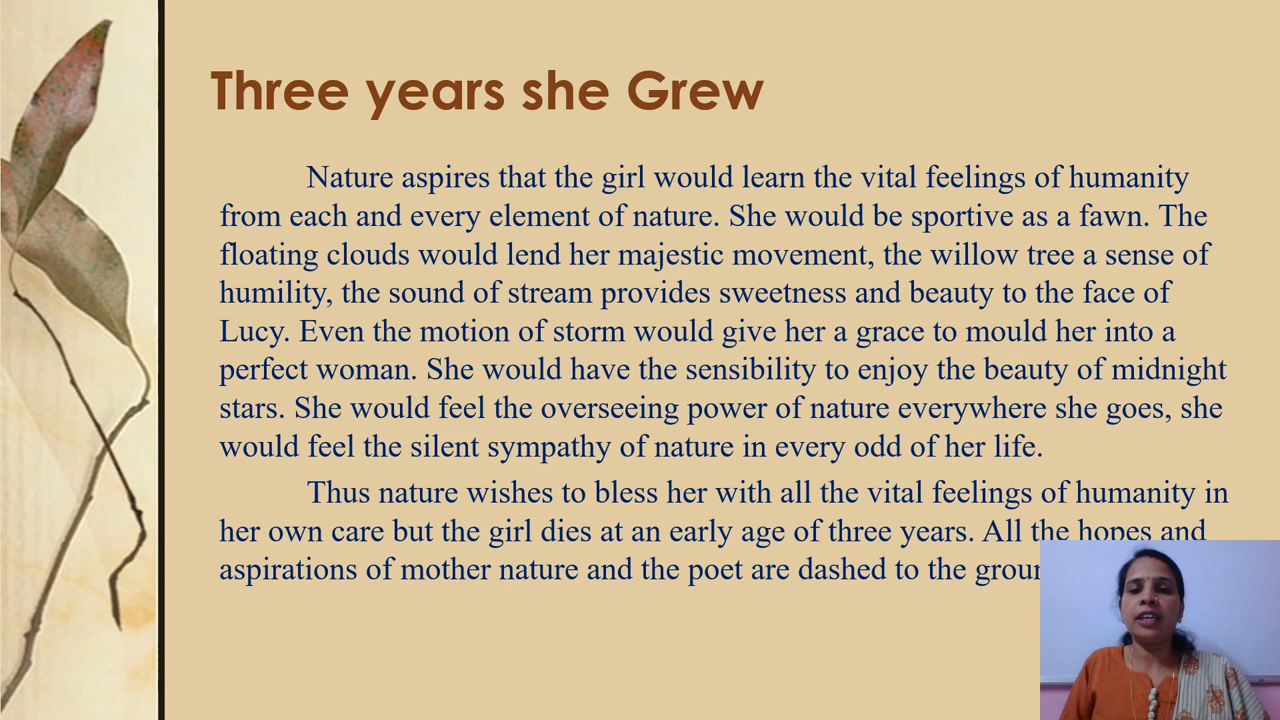 Three years she Grew
Nature aspires that the girl would learn the vital feelings of humanity
from each and every element of nature. She would be sportive as a fawn. The
floating clouds would lend her majestic movement, the willow tree a sense of
humility, the sound of stream provides sweetness and beauty to the face of
Lucy. Even the motion of storm would give her a grace to mould her into a
perfect woman. She would have the sensibility to enjoy the beauty of midnight
stars. She would feel the overseeing power of nature everywhere she goes, she
would feel the silent sympathy of nature in every odd of her life.
Thus nature wishes to bless her with all the vital feelings of humanity in
her own care but the girl dies at an early age of three years. All the hopes and
aspirations of mother nature and the poet are dashed to the